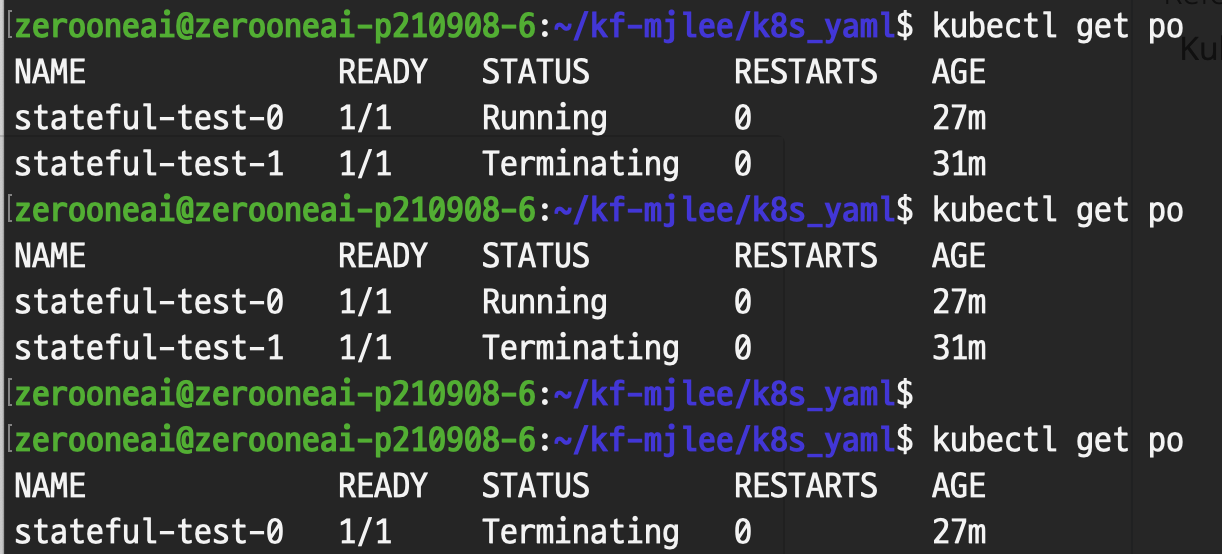 [zerooneai@zerooneai-p210908-6:~/kf-mjlee/k8s_yaml$ kubectl get po
NAME READY STATUS RESTARTS AGE
stateful-test-0 1/1 Running 0 27m
stateful-test-1 1/1 Terminating 0 31m
[zerooneai@zerooneai-p210908-6:~/kf-mjlee/k8s_yaml$ kubectl get po
NAME READY STATUS RESTARTS AGE
stateful-test-0 1/1 Running 0 27m
stateful-test-1 1/1 Terminating 0 31m
[zerooneai@zerooneai-p210908-6:~/kf-mjlee/k8s_yaml$
[zerooneai@zerooneai-p210908-6:~/kf-mjlee/k8s_yaml$ kubectl get po
NAME READY STATUS RESTARTS AGE
stateful-test-0 1/1 Terminating 0 27m